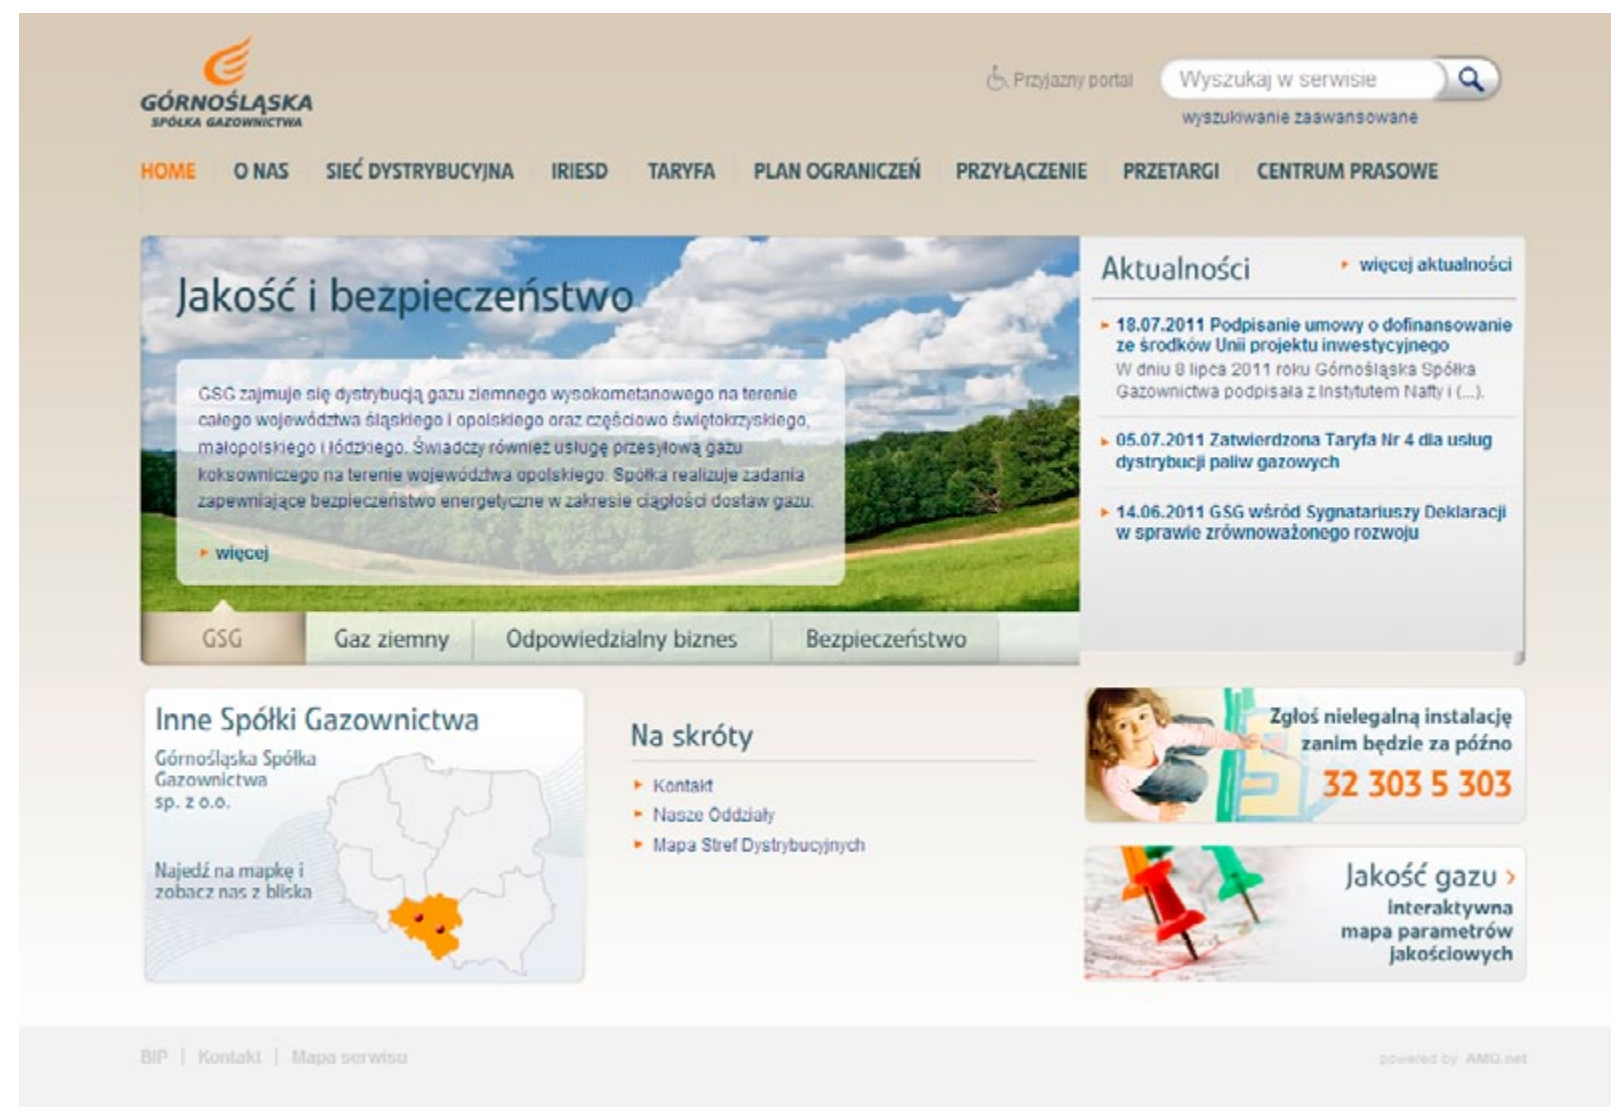 GÓRNOŚLĄSKA
SPÓŁKA GAZOWNICTWA
Przyjazny portal
Wyszukaj w serwisie
wyszukiwanie zaawansowane
HOME O NAS SIEĆ DYSTRYBUCYJNA IRIESD TARYFA PLAN OGRANICZEŃ PRZYŁĄCZENIE PRZETARGI CENTRUM PRASOWE
Jakość i bezpieczeństwo
GSG zajmuje się dystrybucją gazu ziemnego wysokometanowego na terenie
całego województwa śląskiego i opolskiego oraz częściowo świętokrzyskiego,
małopolskiego i łódzkiego. Świadczy również usługę przesyłową gazu
koksowniczego na terenie województwa opolskiego. Spółka realizuje zadania
zapewniające bezpieczeństwo energetyczne w zakresie ciągłości dostaw gazu.
więcej
GSG Gaz ziemny Odpowiedzialny biznes Bezpieczeństwo
Aktualności więcej aktualności
18.07.2011 Podpisanie umowy o dofinansowanie
ze środków Unii projektu inwestycyjnego
W dniu 8 lipca 2011 roku Górnośląska Spółka
Gazownictwa podpisała z Instytutem Nafty i (...).
05.07.2011 Zatwierdzona Taryfa Nr 4 dla usług
dystrybucji paliw gazowych
14.06.2011 GSG wśród Sygnatariuszy Deklaracji
w sprawie zrównoważonego rozwoju
Inne Spółki Gazownictwa
Górnośląska Spółka
Gazownictwa
sp. z o.o.
Najedź na mapkę i
zobacz nas z bliska
Na skróty
Kontakt
Nasze Oddziały
Mapa Stref Dystrybucyjnych
Zgłoś nielegalną instalację
zanim będzie za późno
32 303 5 303
Jakość gazu ›
interaktywna
mapa parametrów
jakościowych
BIP | Kontakt | Mapa serwisu
powered by AMG.net